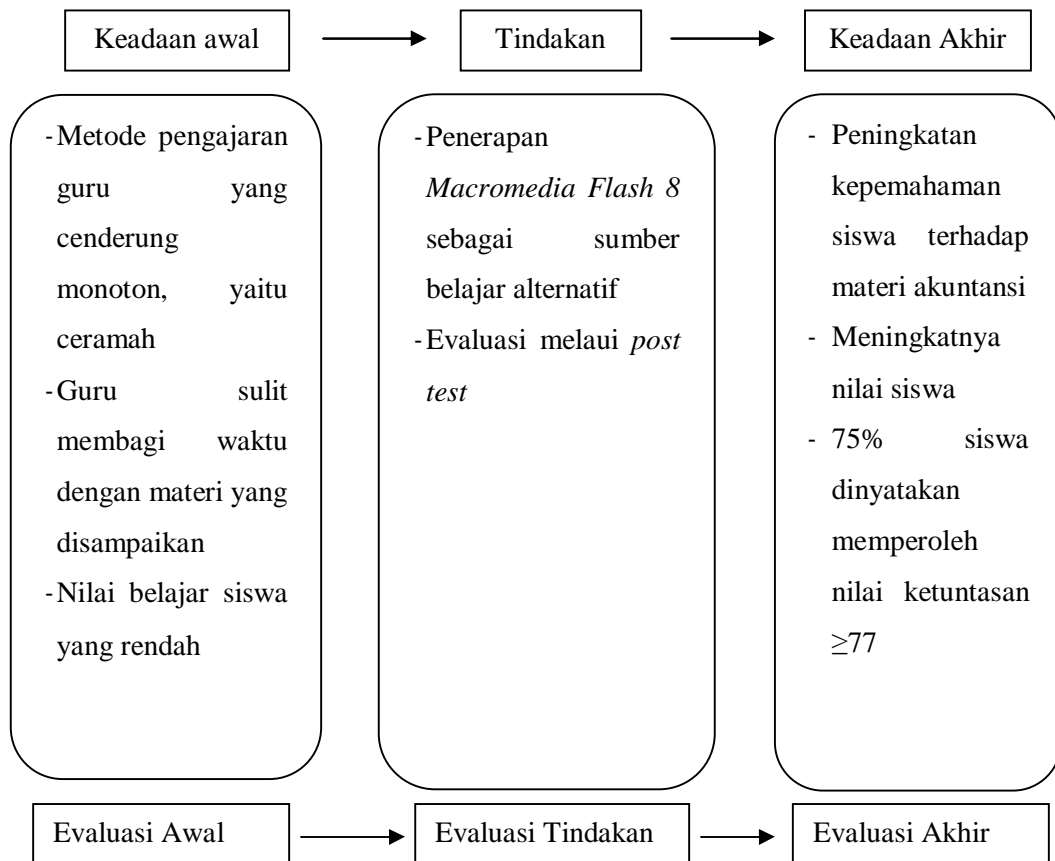 Keadaan awal
Tindakan
Keadaan Akhir
-Metode pengajaran
guru yang
cenderung
monoton, yaitu
ceramah
-Guru sulit
membagi waktu
dengan materi yang
disampaikan
-Nilai belajar siswa
yang rendah
-Penerapan
Macromedia Flash 8
sebagai sumber
belajar alternatif
-Evaluasi melaui post
test
- Peningkatan
kepemahaman
siswa terhadap
materi akuntansi
- Meningkatnya
nilai siswa
- 75% siswa
dinyatakan
memperoleh
nilai ketuntasan
≥77
Evaluasi Awal
Evaluasi Tindakan
Evaluasi Akhir